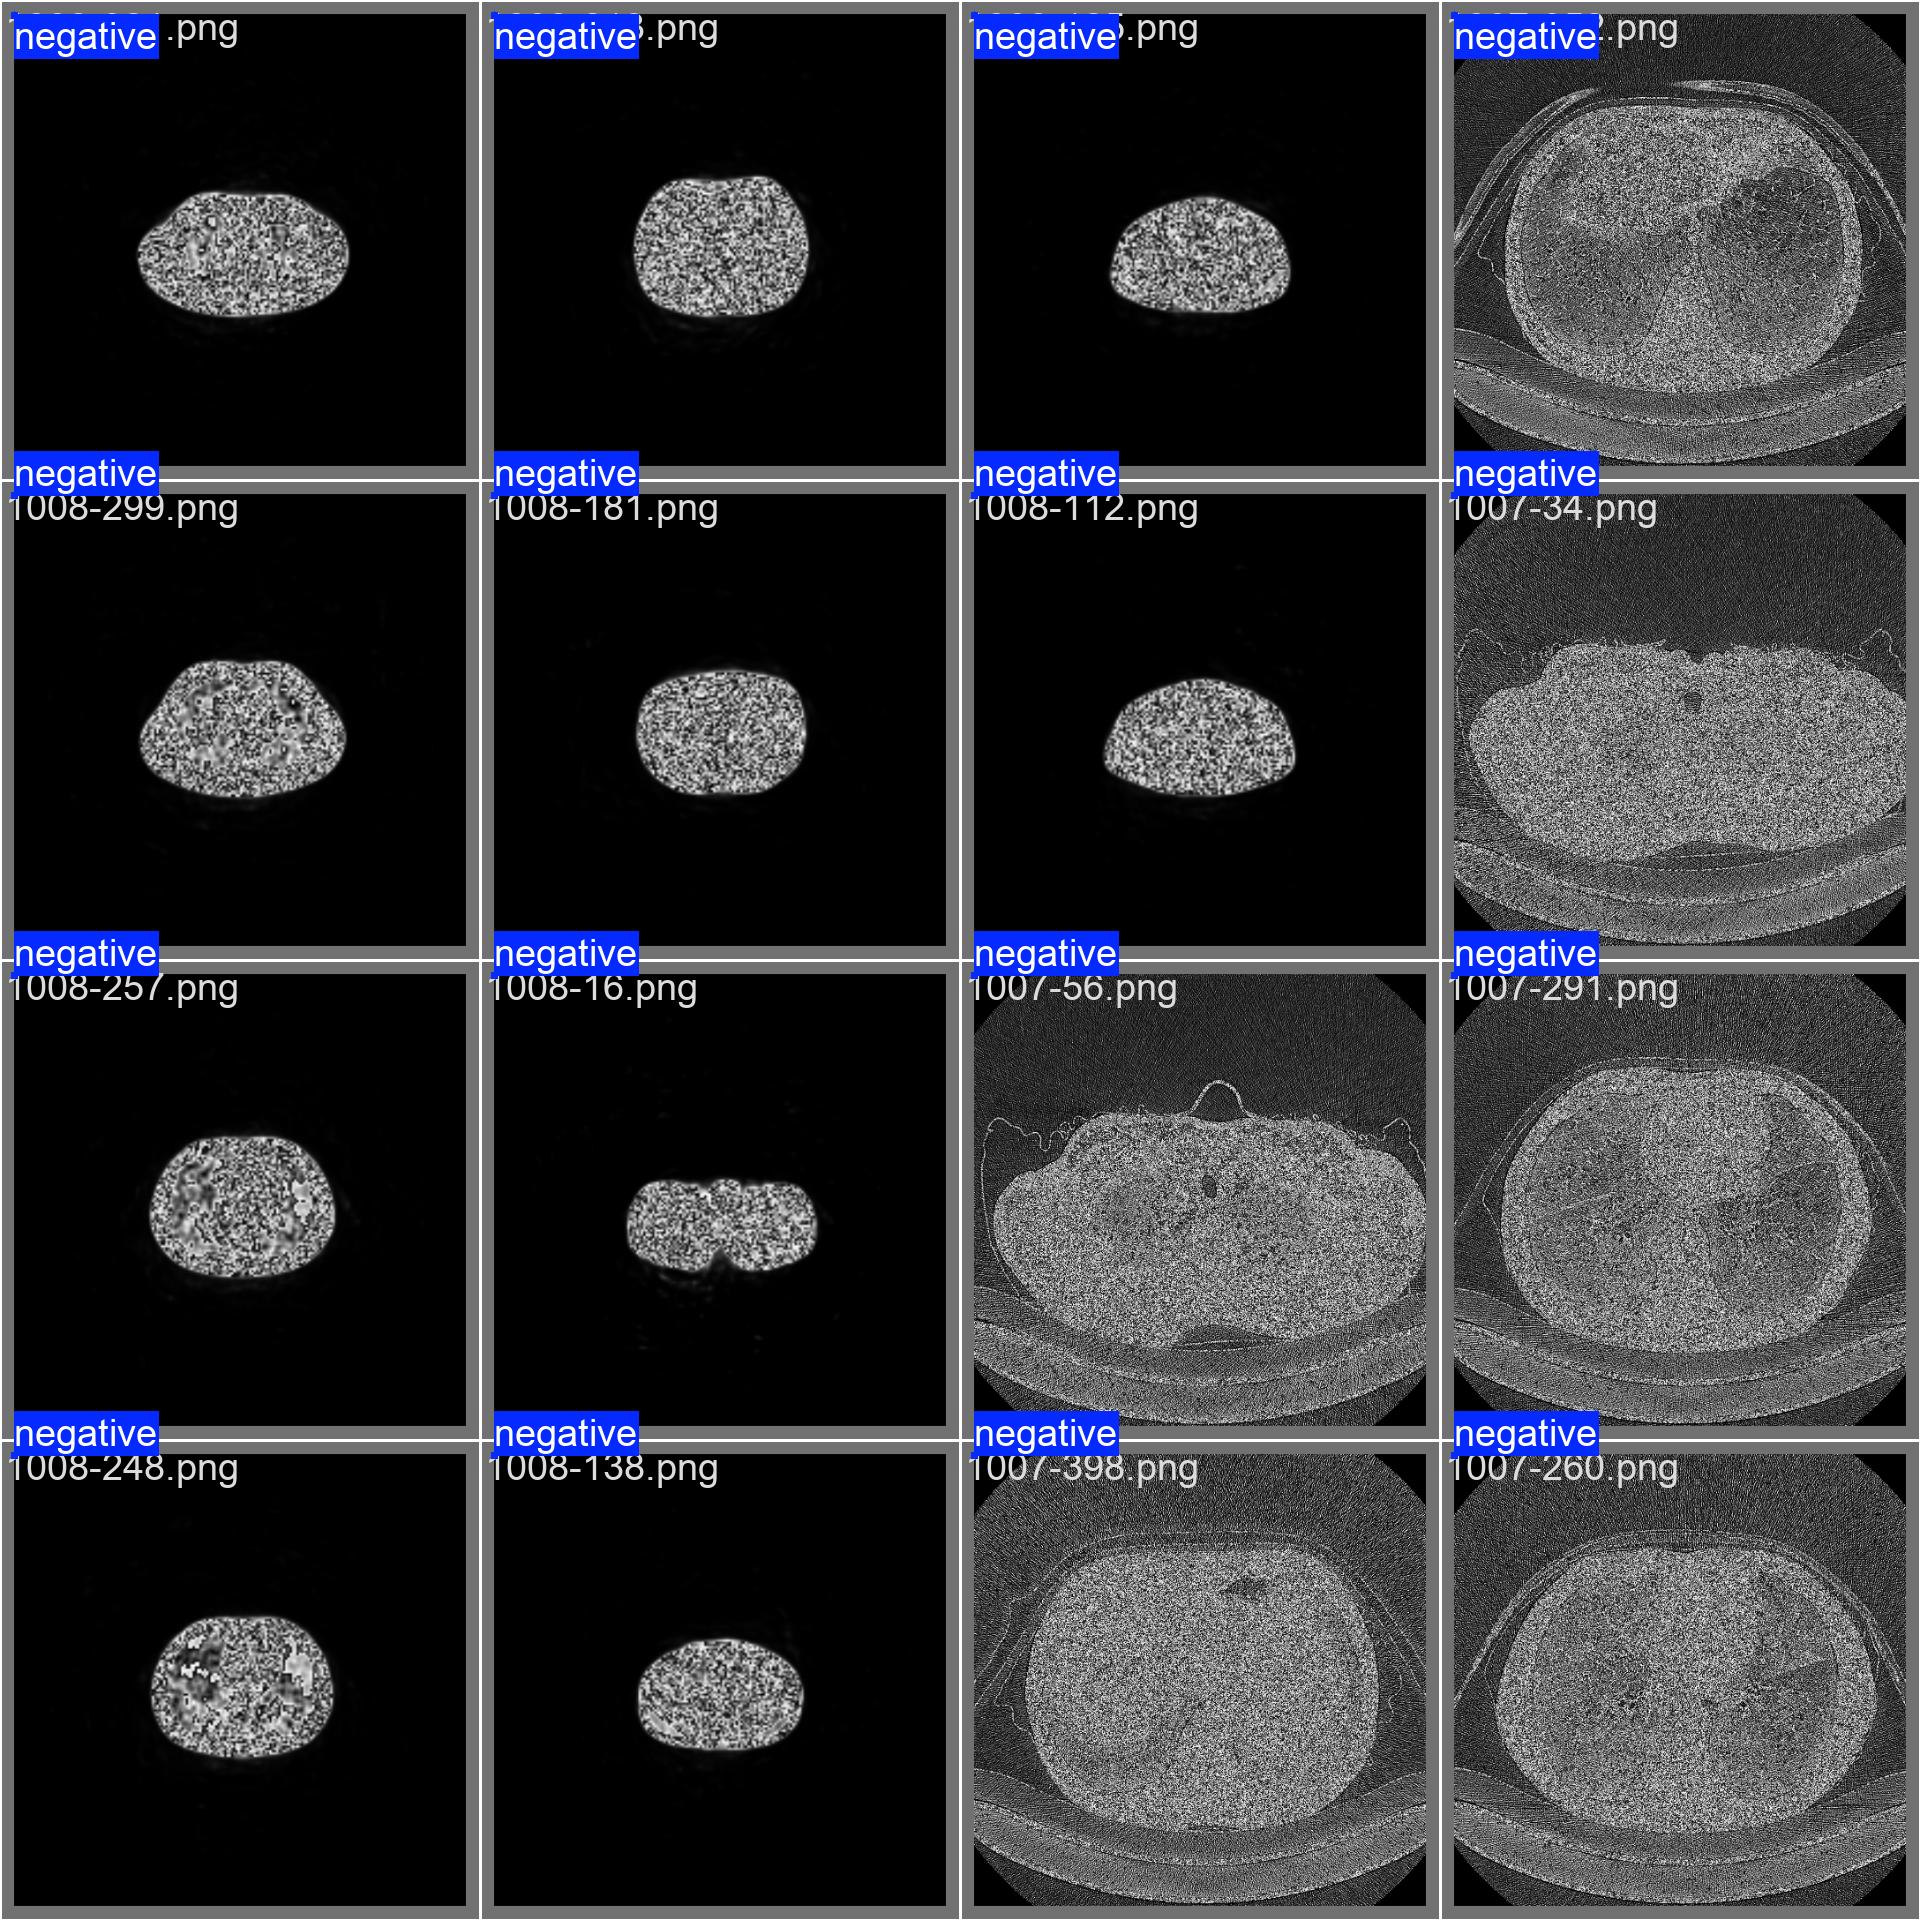 negative .png
negative .png
negative .png
negative .png
negative
negative
negative
negative
1008-299.png
1008-181.png
1008-112.png
1007-34.png
negative
negative
negative
negative
1008-257.png
1008-16.png
1007-56.png
1007-291.png
negative
negative
negative
negative
1008-248.png
1008-138.png
1007-398.png
1007-260.png